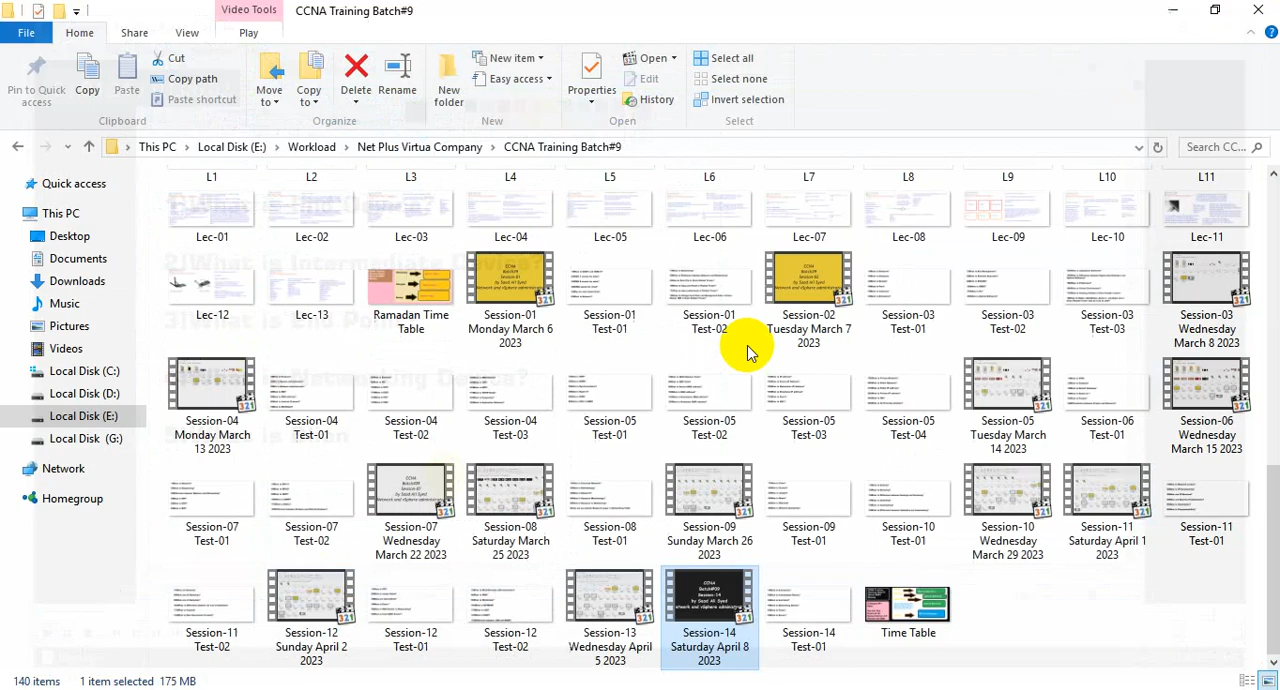 Video Tools
CCNA Training Batch#9
File
Home
Share
View
Play
Pin to Quick access
Copy
Paste
Cut
Copy path
Paste shortcut
Clipboard
Move to
Copy to
Delete
Rename
Organize
New folder
New item
Easy access
New
Properties
Open
Edit
History
Open
Select all
Select none
Invert selection
Select
This PC
Local Disk (E:)
Workload
Net Plus Virtua Company
CCNA Training Batch#9
Search CC...
Quick access
This PC
Desktop
Documents
Downloads
Music
Pictures
Videos
Local Disk (C:)
Local Disk (D:)
Local Disk (E:)
Local Disk (G:)
Network
Homegroup
L1 L2 L3 L4 L5 L6 L7 L8 L9 L10 L11
Lec-01 Lec-02 Lec-03 Lec-04 Lec-05 Lec-06 Lec-07 Lec-08 Lec-09 Lec-10 Lec-11
Lec-12
Lec-13
Time Table
Session-01 Monday March 6 2023
Session-01 Test-01
Session-01 Test-02
Session-02 Tuesday March 7 2023
Session-03 Test-01
Session-03 Test-02
Session-03 Test-03
Session-03 Wednesday March 8 2023
Session-04 Monday March 13 2023
Session-04 Test-01
Session-04 Test-02
Session-04 Test-03
Session-05 Test-01
Session-05 Test-02
Session-05 Test-03
Session-05 Test-04
Session-05 Tuesday March 14 2023
Session-06 Test-01
Session-06 Wednesday March 15 2023
Session-07 Test-01
Session-07 Test-02
Session-07 Wednesday March 22 2023
Session-08 Saturday March 25 2023
Session-08 Test-01
Session-09 Sunday March 26 2023
Session-09 Test-01
Session-10 Test-01
Session-10 Wednesday March 29 2023
Session-11 Saturday April 1 2023
Session-11 Test-01
Session-11 Test-02
Session-12 Sunday April 2 2023
Session-12 Test-01
Session-12 Test-02
Session-13 Wednesday April 5 2023
Session-14 Saturday April 8 2023
Session-14 Test-01
Time Table
140 items
1 item selected 175 MB